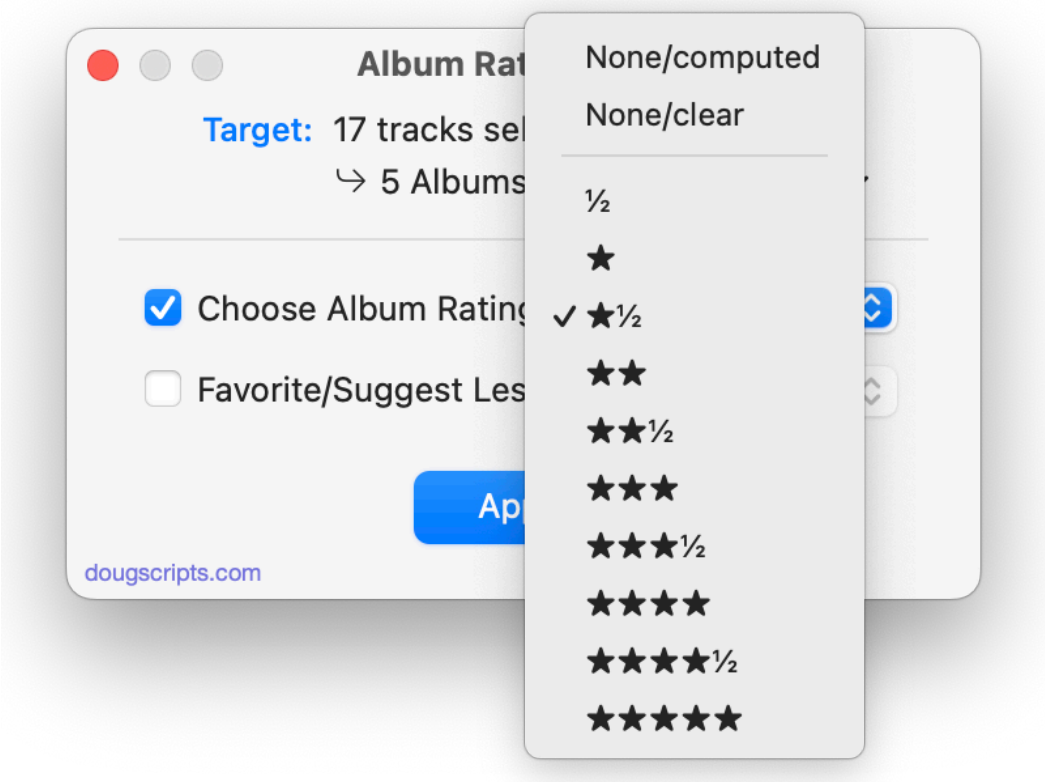 Album Rat
Target: 17 tracks sel
↪ 5 Albums
Choose Album Rating
Favorite/Suggest Les
App
dougscripts.com
None/computed
None/clear
½
★
✓ ★½
★★
★★½
★★★
★★★½
★★★★
★★★★½
★★★★★